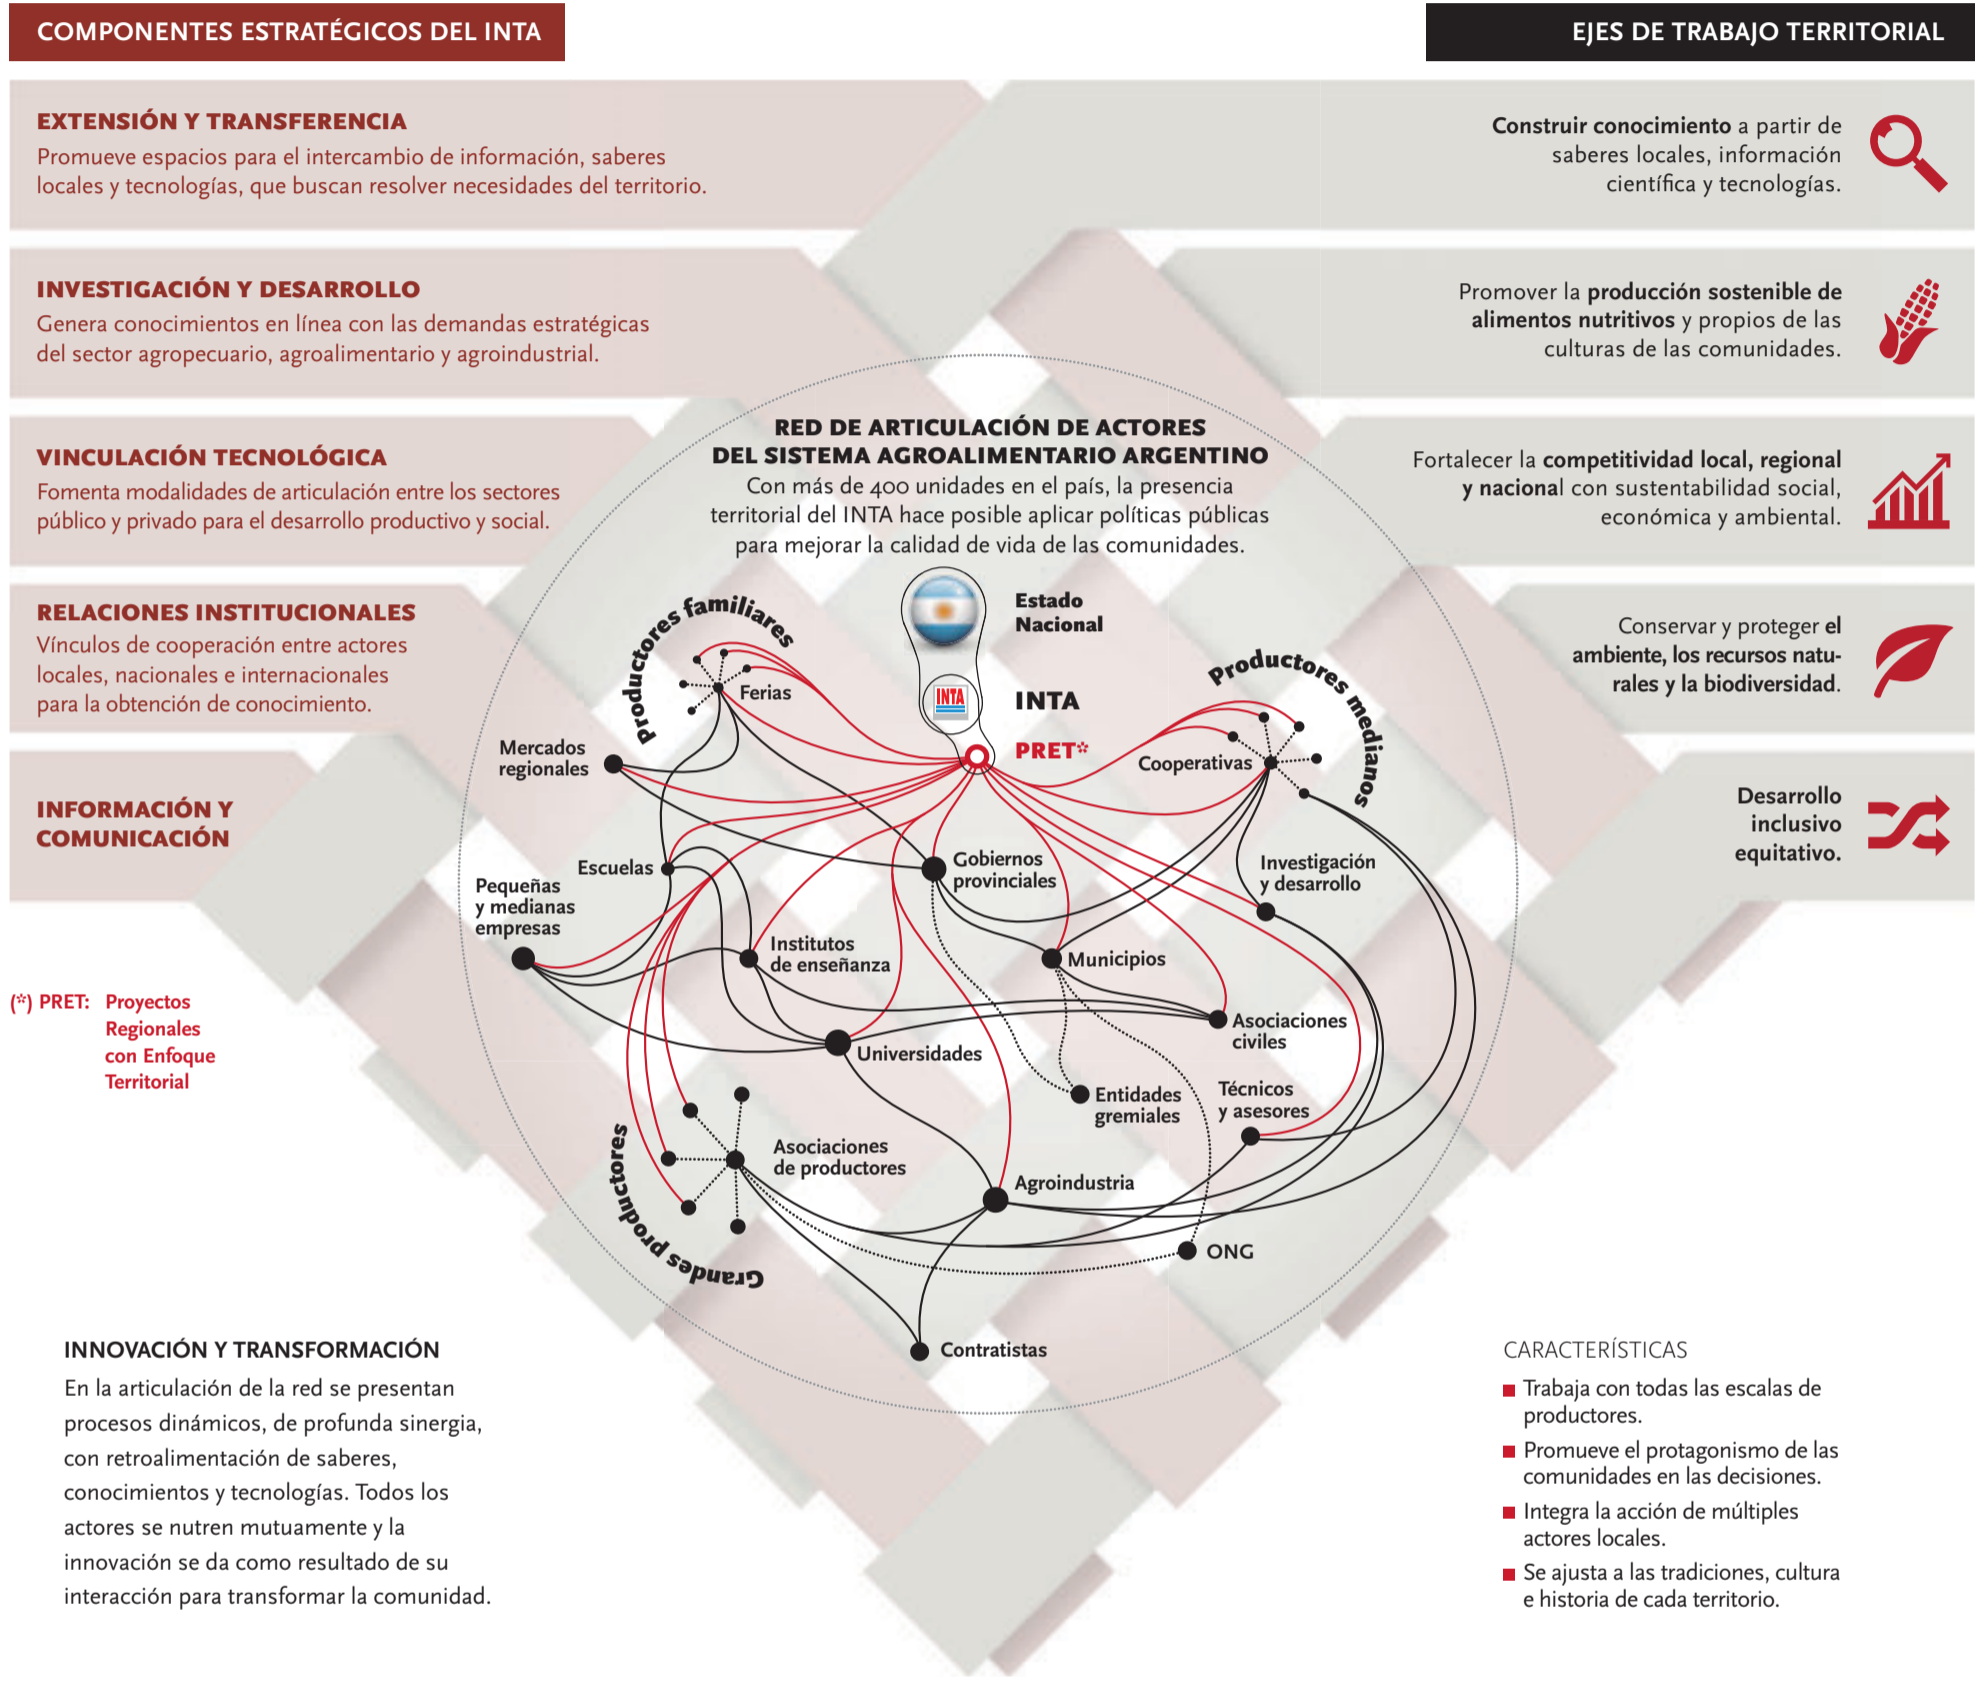 COMPONENTES ESTRATÉGICOS DEL INTA
EXTENSIÓN Y TRANSFERENCIA
Promueve espacios para el intercambio de información, saberes
locales y tecnologías, que buscan resolver necesidades del territorio.
INVESTIGACIÓN Y DESARROLLO
Genera conocimientos en línea con las demandas estratégicas
del sector agropecuario, agroalimentario y agroindustrial.
VINCULACIÓN TECNOLÓGICA
Fomenta modalidades de articulación entre los sectores
público y privado para el desarrollo productivo y social.
RELACIONES INSTITUCIONALES
Vínculos de cooperación entre actores
locales, nacionales e internacionales
para la obtención de conocimiento.
INFORMACIÓN Y
COMUNICACIÓN
(*) PRET: Proyectos
Regionales
con Enfoque
Territorial
EJES DE TRABAJO TERRITORIAL
Construir conocimiento a partir de
saberes locales, información
científica y tecnologías.
Promover la producción sostenible de
alimentos nutritivos y propios de las
culturas de las comunidades.
Fortalecer la competitividad local, regional
y nacional con sustentabilidad social,
económica y ambiental.
Conservar y proteger el
ambiente, los recursos natu-
rales y la biodiversidad.
Desarrollo
inclusivo
equitativo.
RED DE ARTICULACIÓN DE ACTORES
DEL SISTEMA AGROALIMENTARIO ARGENTINO
Con más de 400 unidades en el país, la presencia
territorial del INTA hace posible aplicar políticas públicas
para mejorar la calidad de vida de las comunidades.
Estado
Nacional
INTA
INTA
PRET*
Productores familiares
Ferias
Mercados
regionales
Productores medianos
Cooperativas
Escuelas
Gobiernos
provinciales
Investigación
y desarrollo
Pequeñas
y medianas
empresas
Institutos
de enseñanza
Municipios
Asociaciones
civiles
Universidades
Entidades
gremiales
Técnicos
y asesores
Grandes productores
Asociaciones
de productores
Agroindustria
ONG
Contratistas
INNOVACIÓN Y TRANSFORMACIÓN
En la articulación de la red se presentan
procesos dinámicos, de profunda sinergia,
con retroalimentación de saberes,
conocimientos y tecnologías. Todos los
actores se nutren mutuamente y la
innovación se da como resultado de su
interacción para transformar la comunidad.
CARACTERÍSTICAS
Trabaja con todas las escalas de
productores.
Promueve el protagonismo de las
comunidades en las decisiones.
Integra la acción de múltiples
actores locales.
Se ajusta a las tradiciones, cultura
e historia de cada territorio.